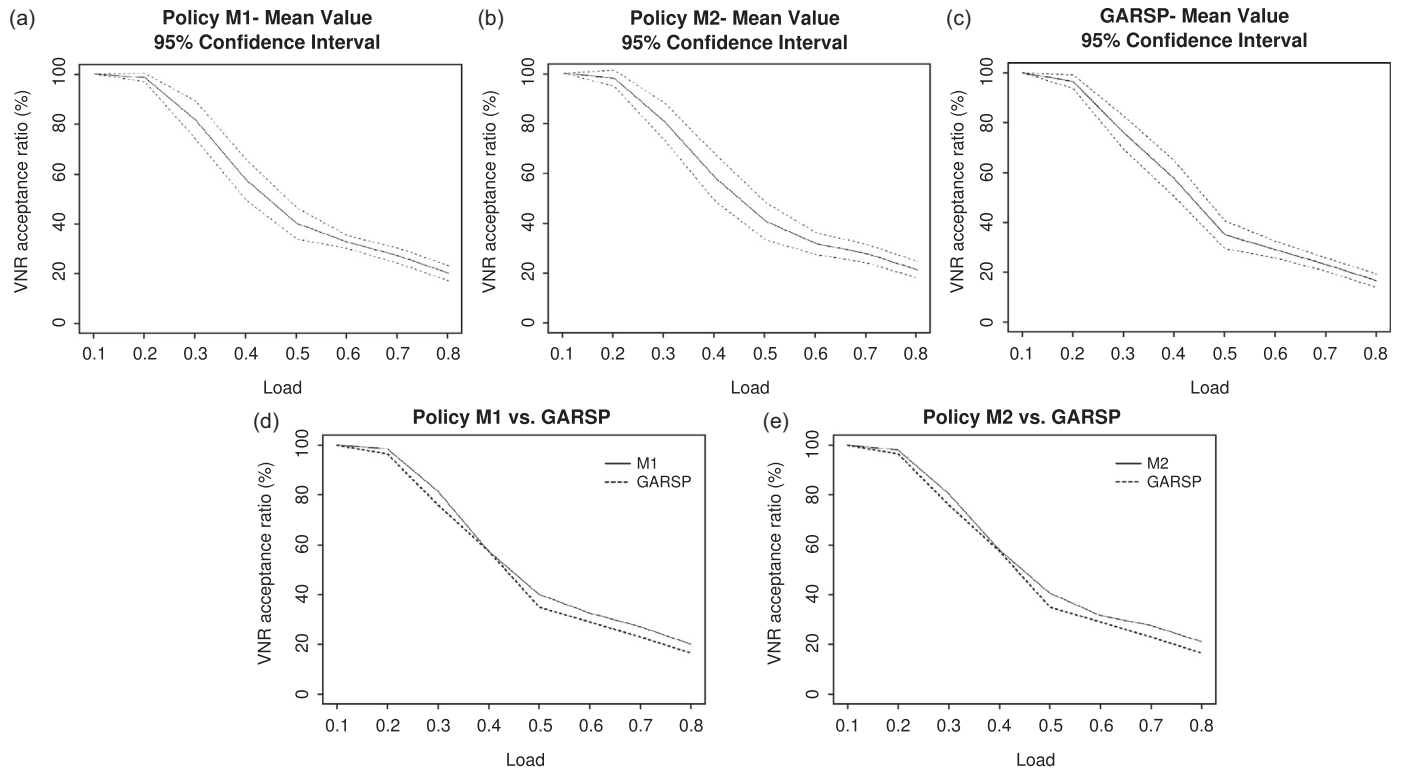 (a)
Policy M1- Mean Value
95% Confidence Interval
VNR acceptance ratio (%)
100
80
60
40
20
0
0.1 0.2 0.3 0.4 0.5 0.6 0.7 0.8
Load
(b)
Policy M2- Mean Value
95% Confidence Interval
VNR acceptance ratio (%)
100
80
60
40
20
0
0.1 0.2 0.3 0.4 0.5 0.6 0.7 0.8
Load
(c)
GARSP- Mean Value
95% Confidence Interval
VNR acceptance ratio (%)
100
80
60
40
20
0
0.1 0.2 0.3 0.4 0.5 0.6 0.7 0.8
Load
(d)
Policy M1 vs. GARSP
VNR acceptance ratio (%)
100
80
60
40
20
0
M1
GARSP
0.1 0.2 0.3 0.4 0.5 0.6 0.7 0.8
Load
(e)
Policy M2 vs. GARSP
VNR acceptance ratio (%)
100
80
60
40
20
0
M2
GARSP
0.1 0.2 0.3 0.4 0.5 0.6 0.7 0.8
Load